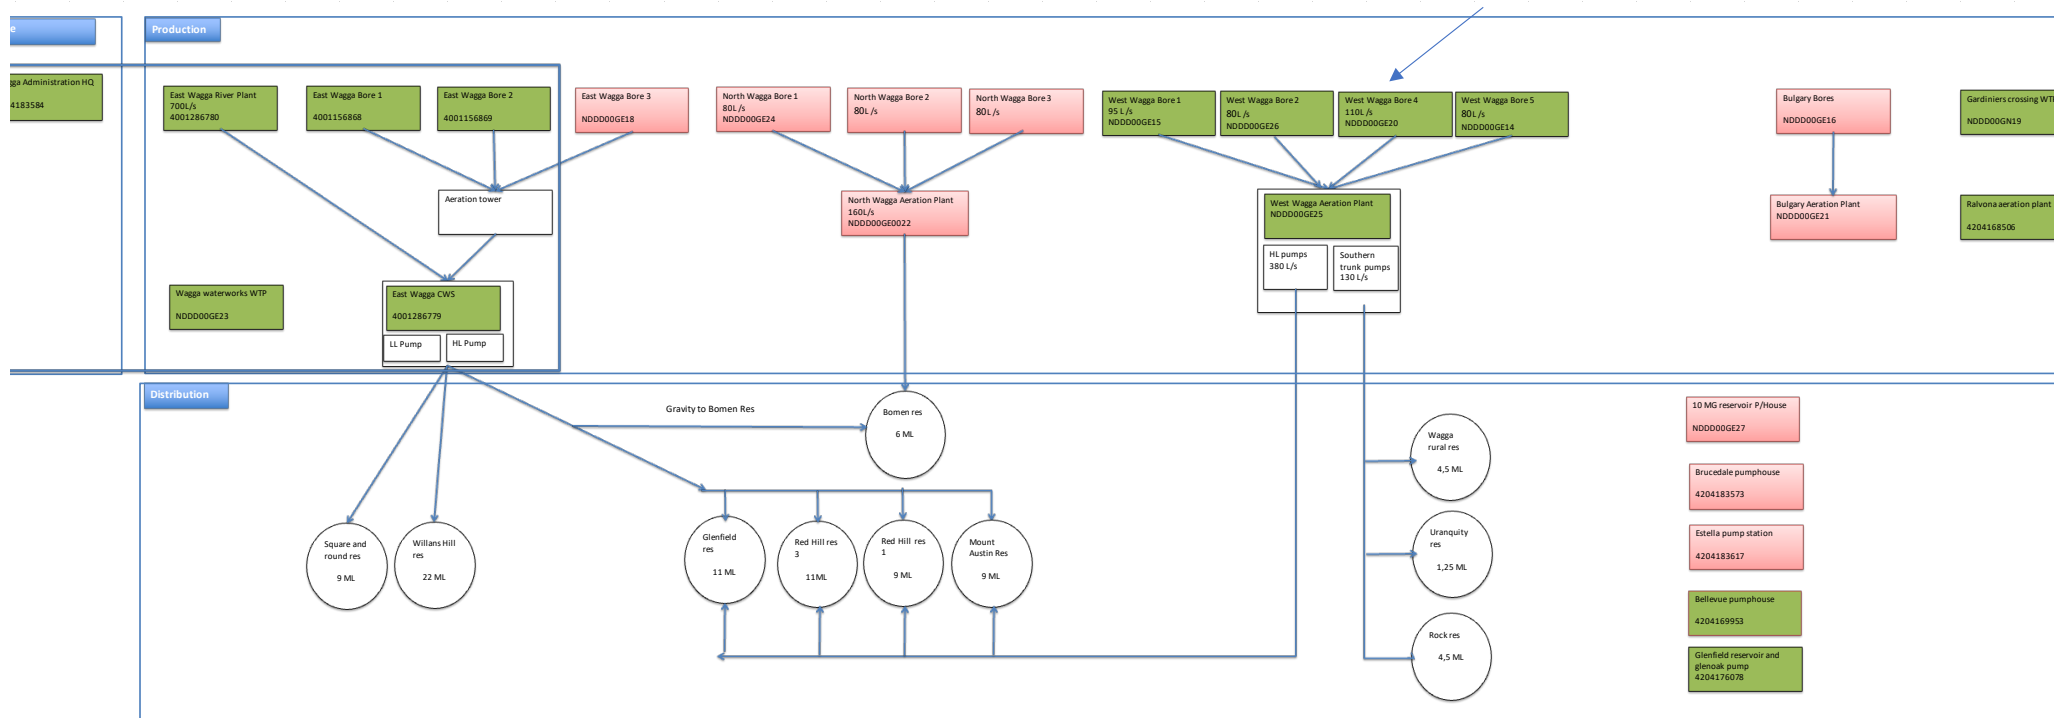 e
Production
gga Administration HQ
4183584
East Wagga River Plant
700L/s
4001286780
East Wagga Bore 1
4001156868
East Wagga Bore 2
4001156869
East Wagga Bore 3
NDDD00GE18
North Wagga Bore 1
80L/s
NDDD00GE24
North Wagga Bore 2
80L/s
North Wagga Bore 3
80L/s
West Wagga Bore 1
95 L/s
NDDD00GE15
West Wagga Bore 2
80L/s
NDDD00GE26
West Wagga Bore 4
110L/s
NDDD00GE20
West Wagga Bore 5
80L/s
NDDD00GE14
Bulgary Bores
NDDD00GE16
Gardiniers crossing WTP
NDDD00GN19
Aeration tower
North Wagga Aeration Plant
160L/s
NDDD00GE0022
West Wagga Aeration Plant
NDDD00GE25
HL pumps
380 L/s
Southern
trunk pumps
130 L/s
Bulgary Aeration Plant
NDDD00GE21
Ralvona aeration plant
4204168506
Wagga waterworks WTP
NDDD00GE23
East Wagga CWS
4001286779
LL Pump
HL Pump
Distribution
Gravity to Bomen Res
Bomen res
6 ML
Wagga
rural res
4,5 ML
10 MG reservoir P/House
NDDD00GE27
Brucedale pumphouse
4204183573
Square and
round res
9 ML
Willans Hill
res
22 ML
Glenfield
res
11 ML
Red Hill res
3
11ML
Red Hill res
1
9 ML
Mount
Austin Res
9 ML
Uranquity
res
1,25 ML
Estella pump station
4204183617
Bellevue pumphouse
4204169953
Rock res
4,5 ML
Glenfield reservoir and
glenoak pump
4204176078